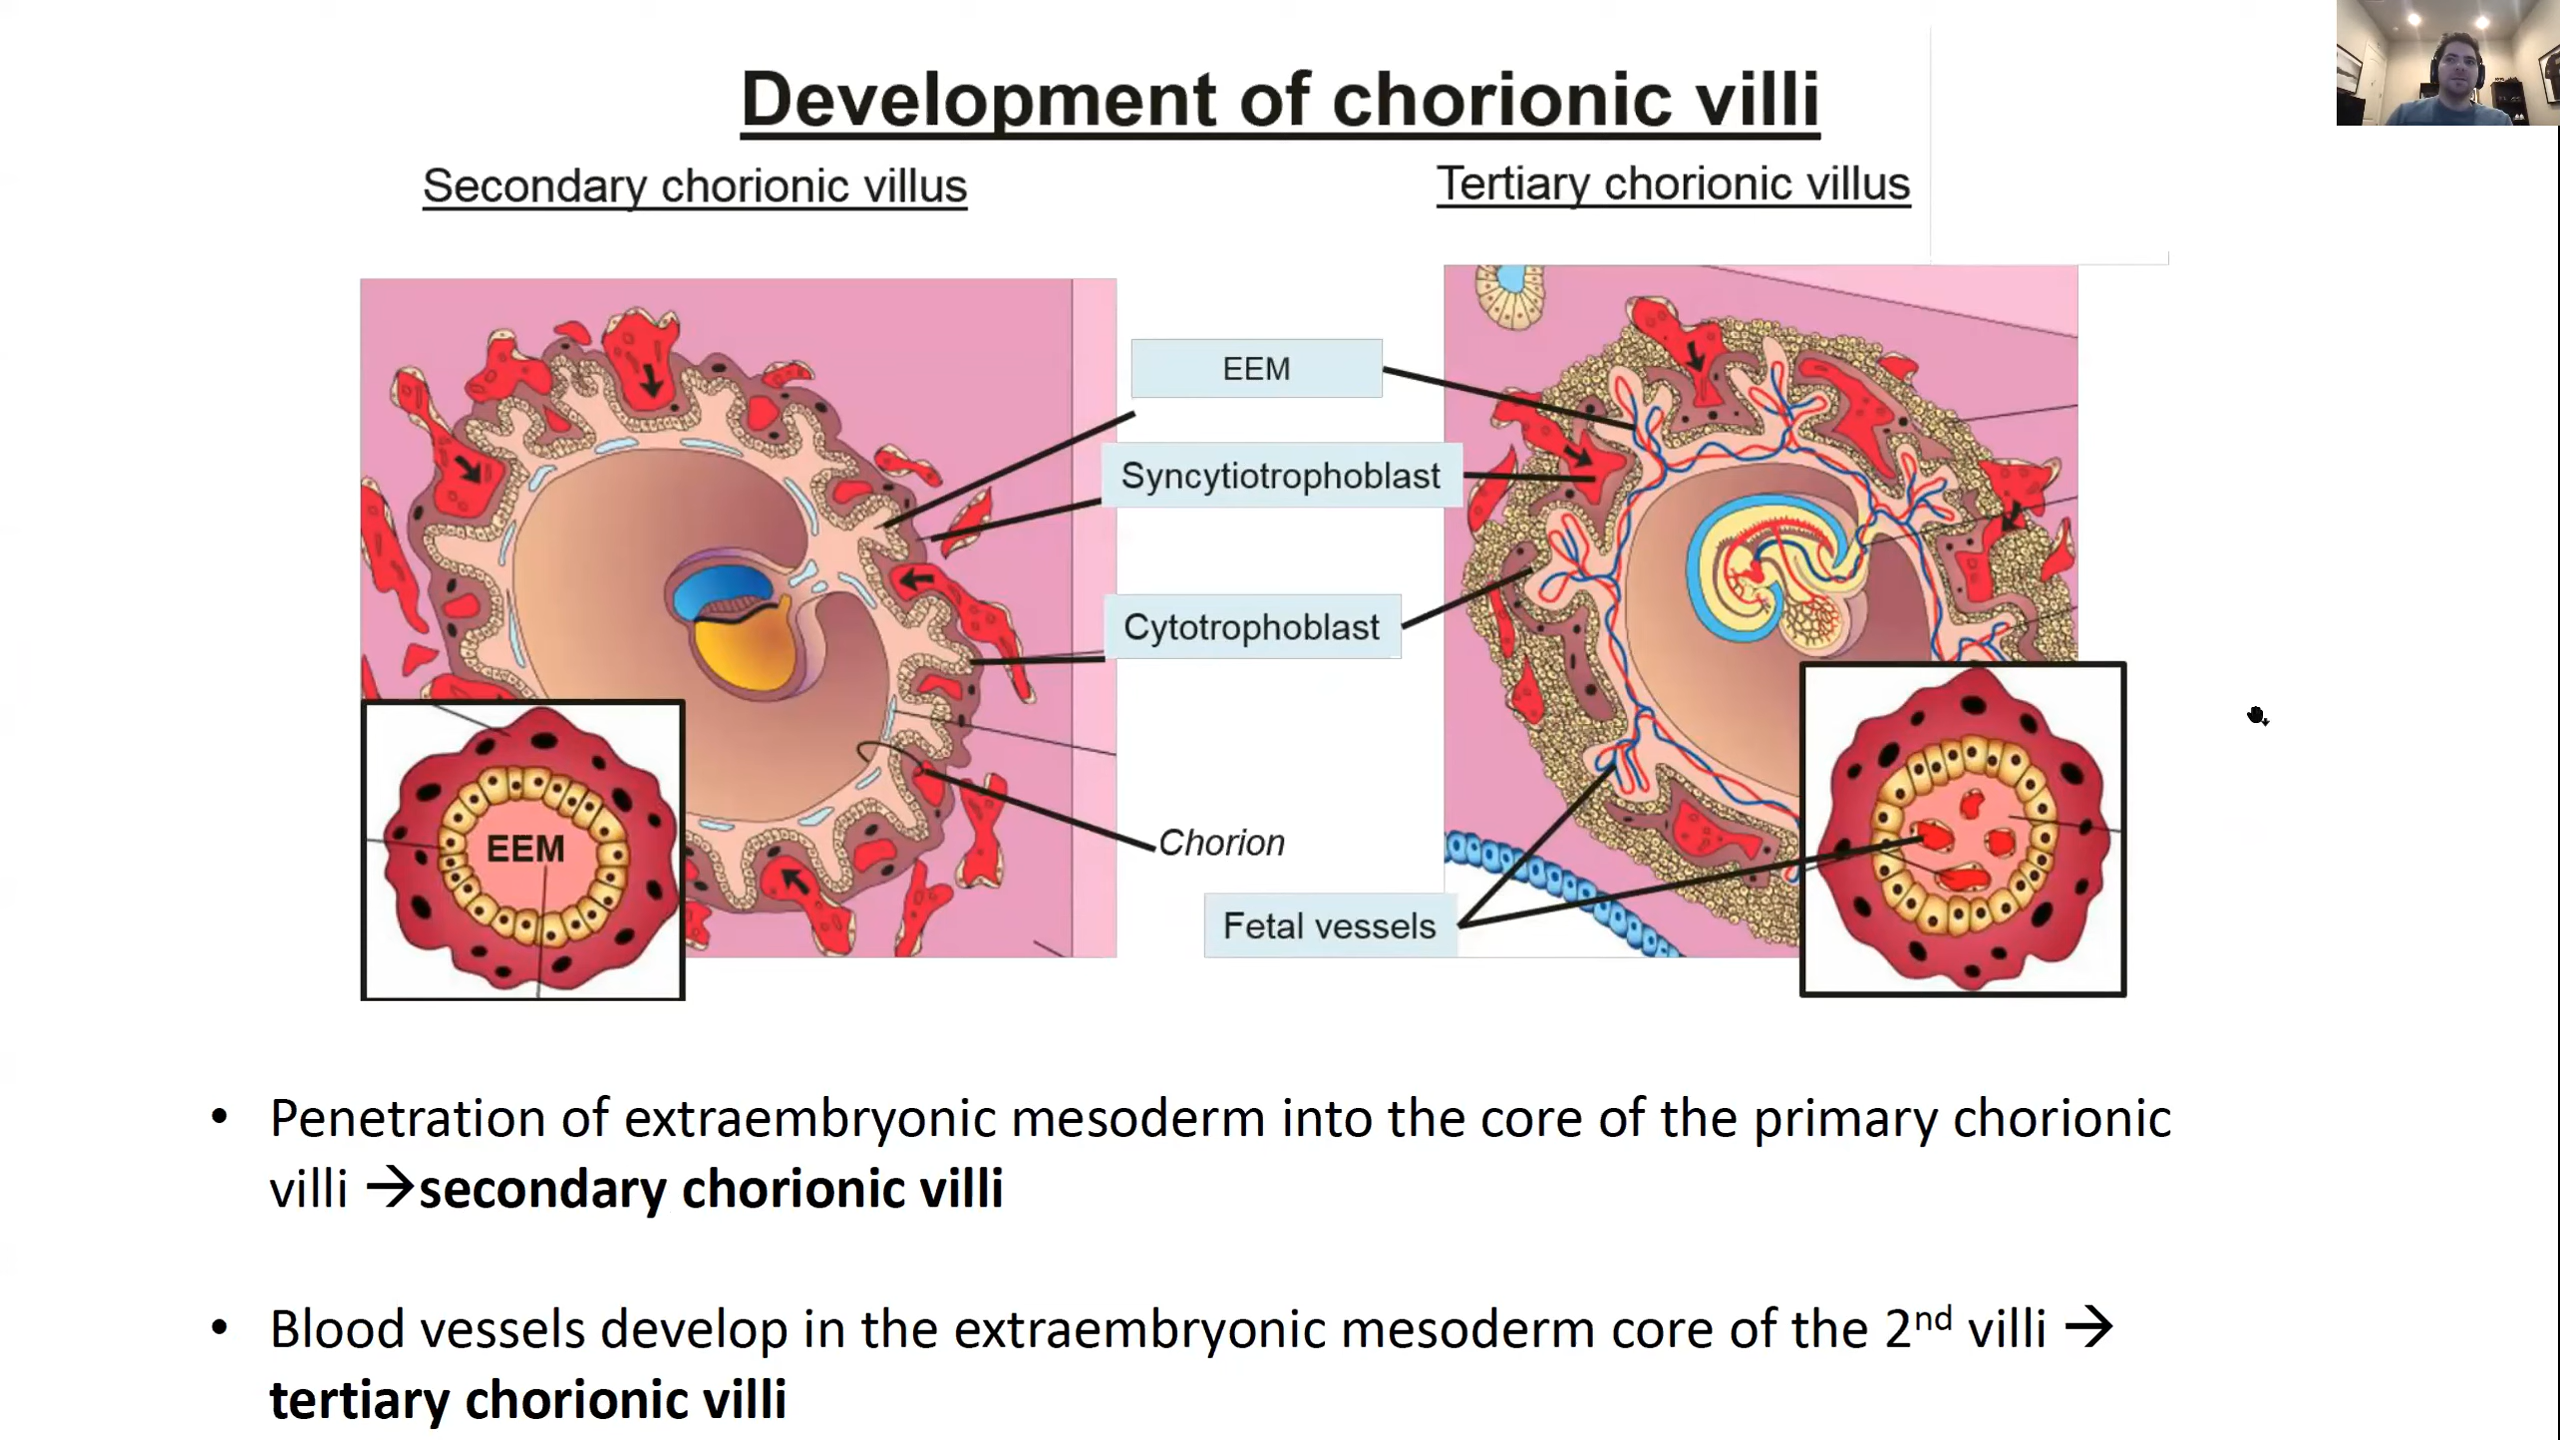 Development of chorionic villi
Secondary chorionic villus
Tertiary chorionic villus
EEM
Syncytiotrophoblast
Cytotrophoblast
Chorion
Fetal vessels
EEM
• Penetration of extraembryonic mesoderm into the core of the primary chorionic
villi →secondary chorionic villi
• Blood vessels develop in the extraembryonic mesoderm core of the 2nd villi →
tertiary chorionic villi